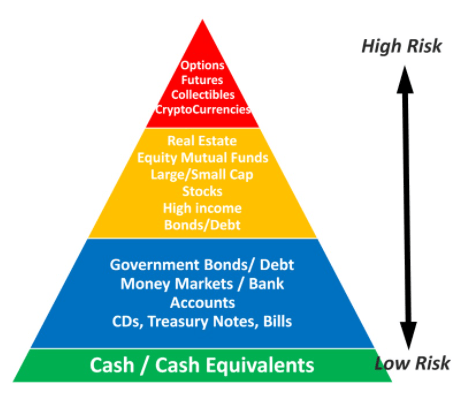 High Risk
Options
Futures
Collectibles
CryptoCurrencies
Real Estate
Equity Mutual Funds
Large/Small Cap
Stocks
High income
Bonds/Debt
Government Bonds/ Debt
Money Markets / Bank
Accounts
CDs, Treasury Notes, Bills
Cash / Cash Equivalents
Low Risk